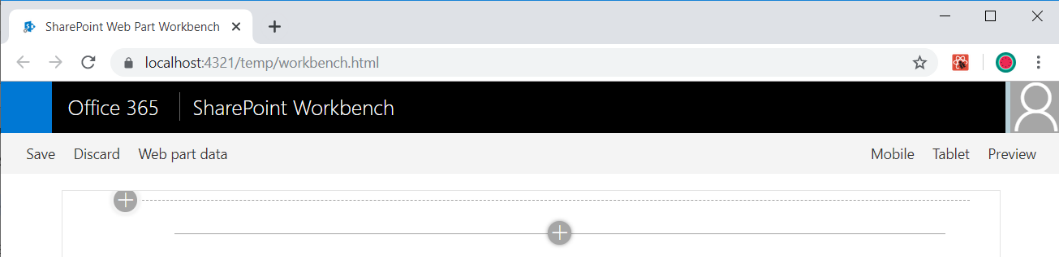 SharePoint Web Part Workbench
localhost:4321/temp/workbench.html
Office 365 SharePoint Workbench
Save Discard Web part data Mobile Tablet Preview